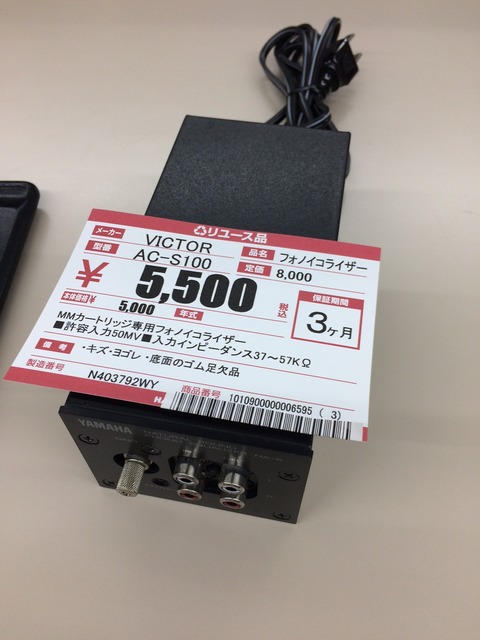 リユース品
メーカー VICTOR 品名 フォノイコライザー
型番 AC-S100 定価 8,000
¥ 5,500 税込
本体価格 ¥ 5,000 年式
保証期間 3ヶ月
MMカートリッジ専用フォノイコライザー
■許容入力50MV■入力インピーダンス37〜57KΩ
備考 ・キズ・ヨゴレ ・底面のゴム足欠品
製造番号 N403792WY 商品番号 1010900000006595 ( 3)
YAMAHA